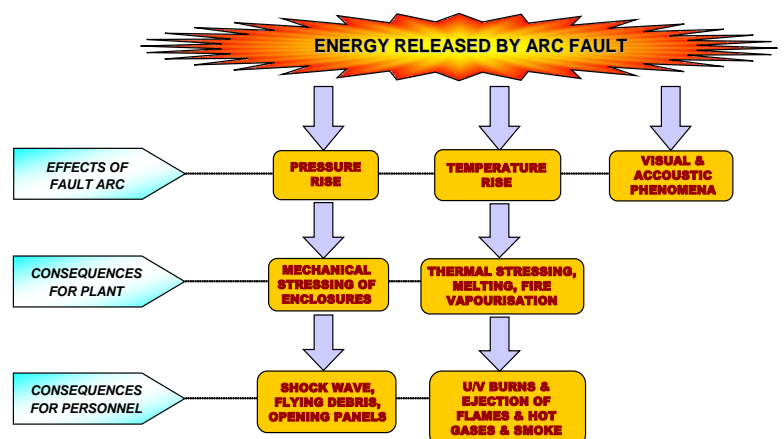 ENERGY RELEASED BY ARC FAULT
EFFECTS OF
FAULT ARC
PRESSURE
RISE
TEMPERATURE
RISE
VISUAL &
ACCOUSTIC
PHENOMENA
CONSEQUENCES
FOR PLANT
MECHANICAL
STRESSING OF
ENCLOSURES
THERMAL STRESSING,
MELTING, FIRE
VAPOURISATION
CONSEQUENCES
FOR PERSONNEL
SHOCK WAVE,
FLYING DEBRIS,
OPENING PANELS
U/V BURNS &
EJECTION OF
FLAMES & HOT
GASES & SMOKE